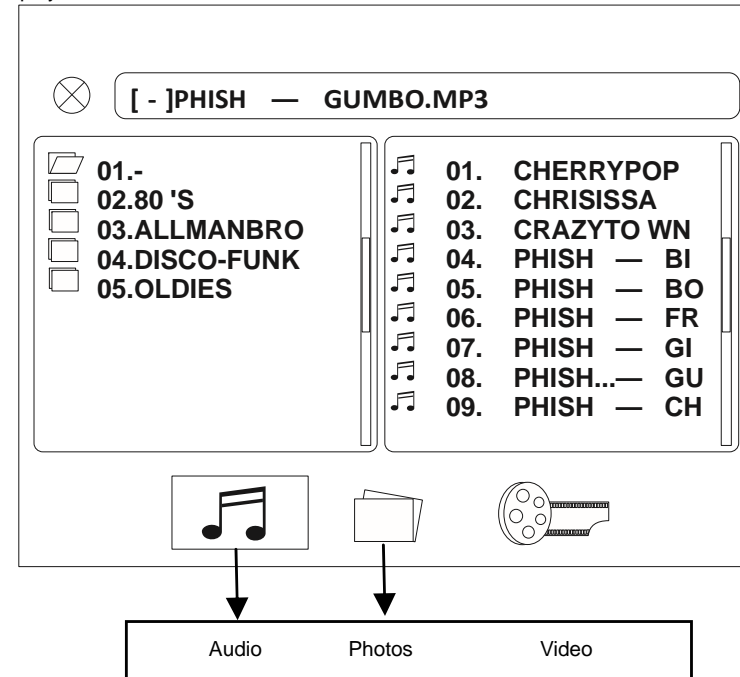 [ - ]PHISH — GUMBO.MP3
01.-
02.80 'S
03.ALLMANBRO
04.DISCO-FUNK
05.OLDIES
01. CHERRYPOP
02. CHRISISSA
03. CRAZYTO WN
04. PHISH — BI
05. PHISH — BO
06. PHISH — FR
07. PHISH — GI
08. PHISH...— GU
09. PHISH — CH
Audio Photos Video